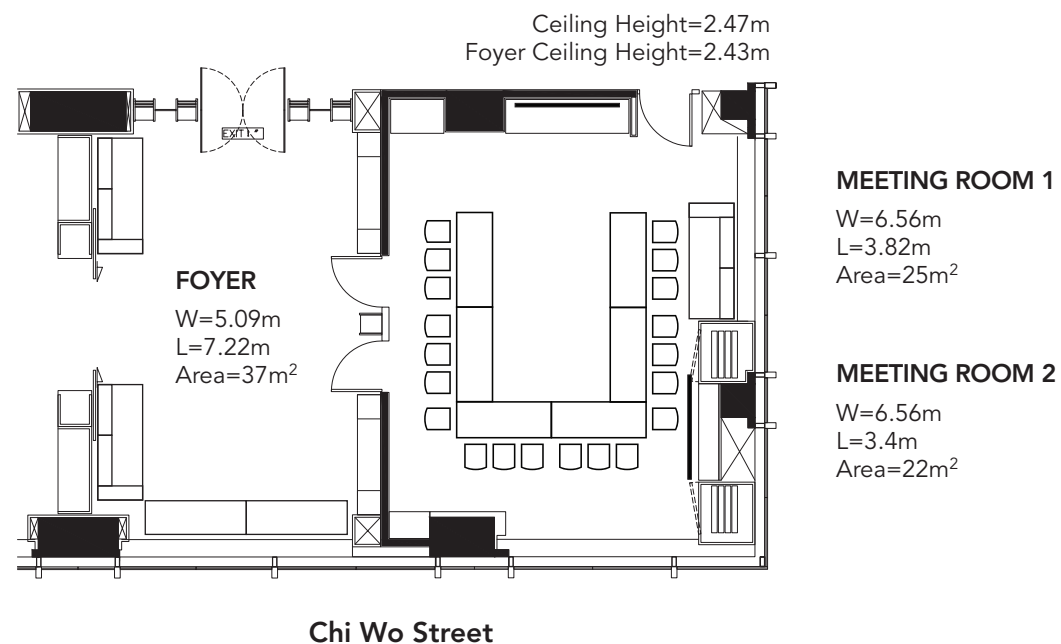 Ceiling Height=2.47m
Foyer Ceiling Height=2.43m
EXIT
FOYER
W=5.09m
L=7.22m
Area=37m²
MEETING ROOM 1
W=6.56m
L=3.82m
Area=25m²
MEETING ROOM 2
W=6.56m
L=3.4m
Area=22m²
Chi Wo Street